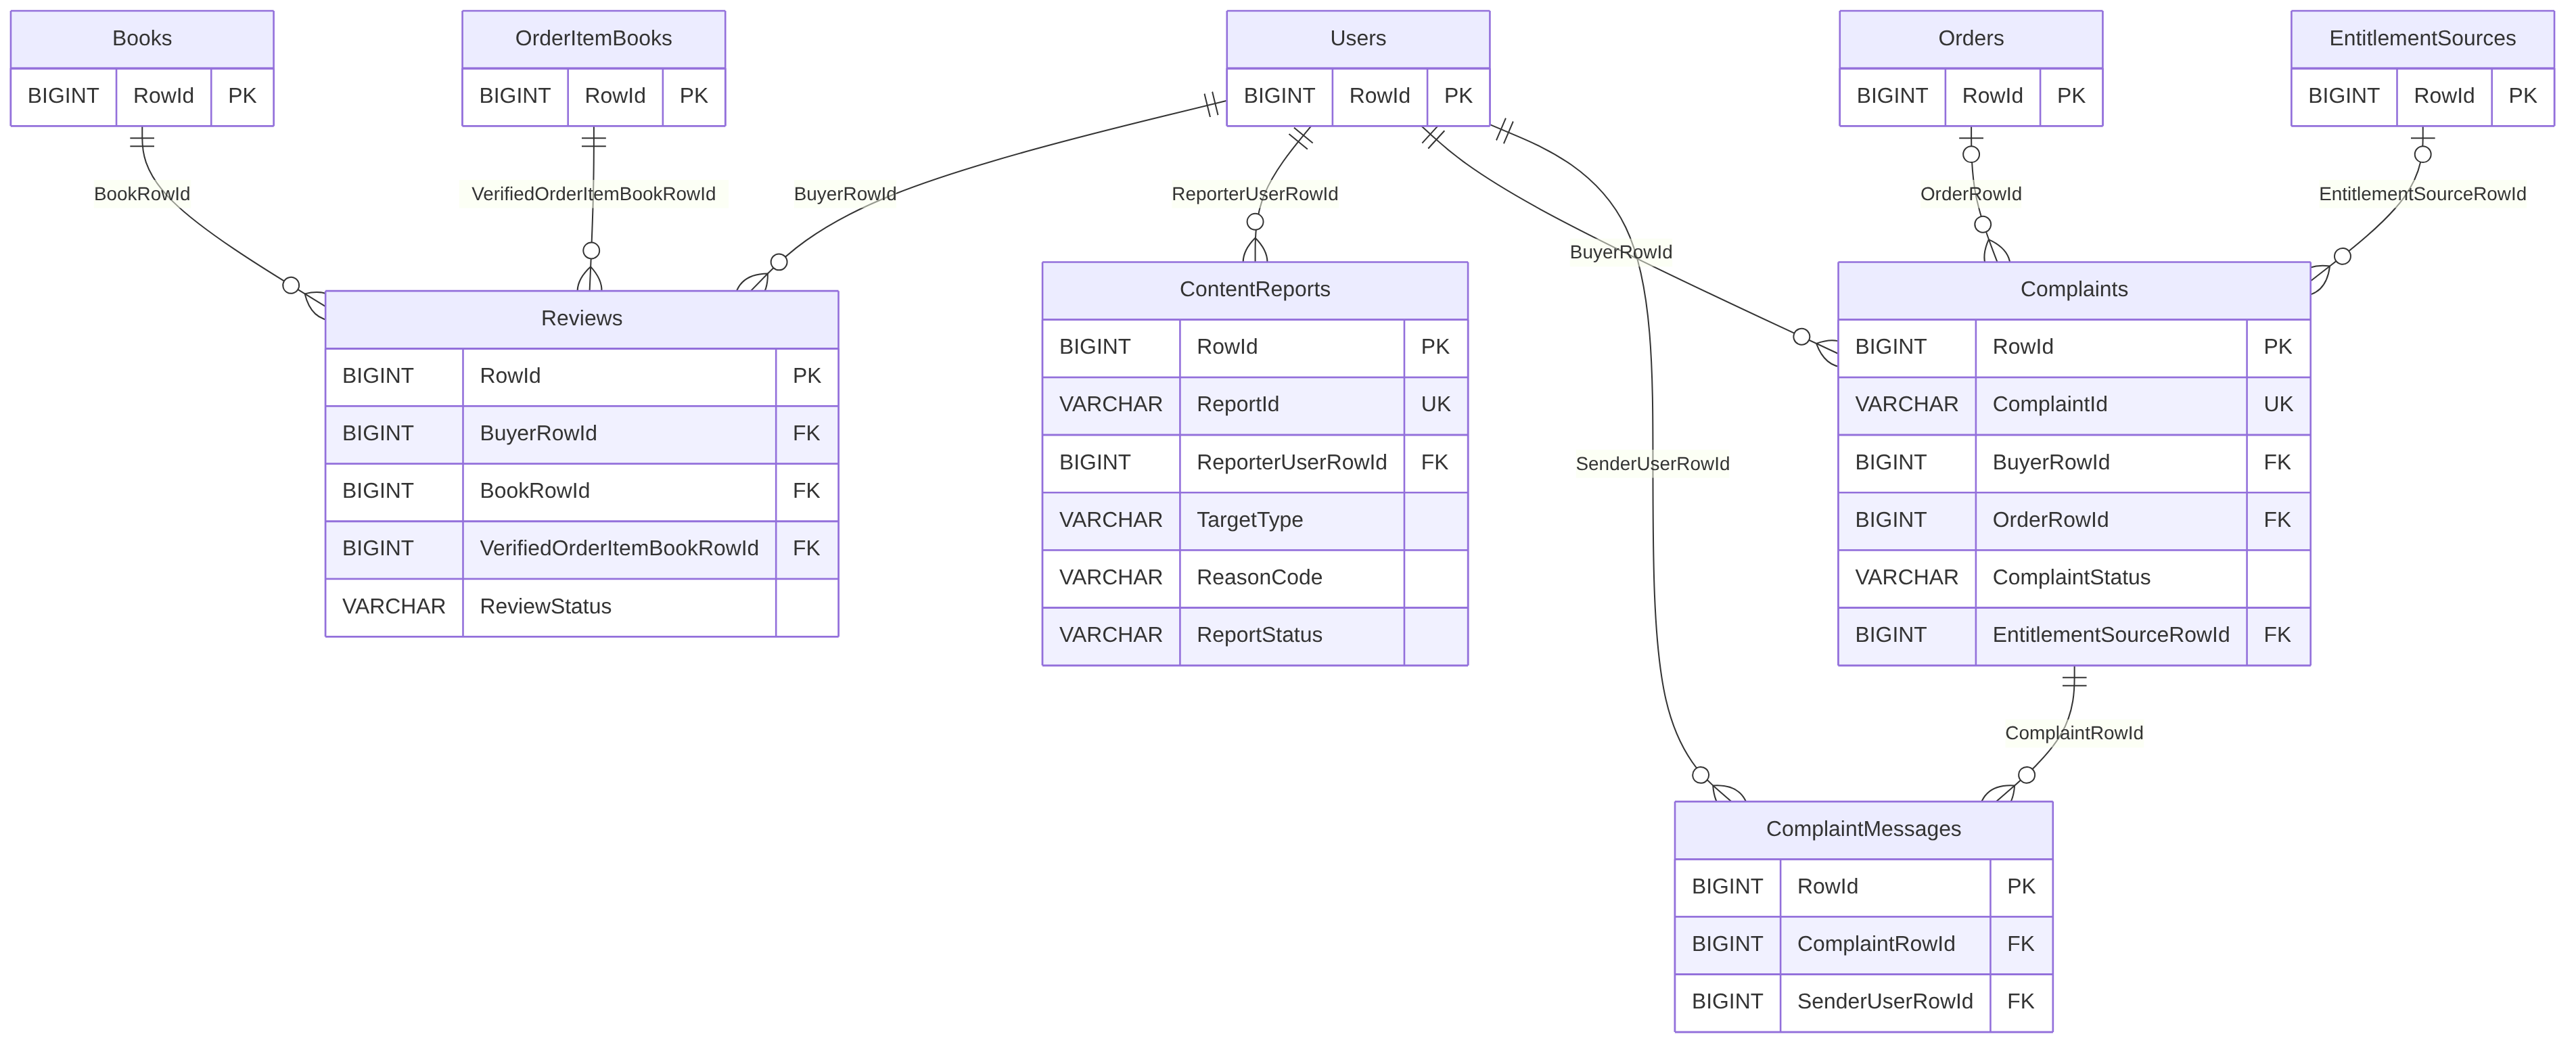 Books
BIGINT RowId PK
OrderItemBooks
BIGINT RowId PK
Users
BIGINT RowId PK
Orders
BIGINT RowId PK
EntitlementSources
BIGINT RowId PK
BookRowId
VerifiedOrderItemBookRowId
BuyerRowId
ReporterUserRowId
BuyerRowId
OrderRowId
EntitlementSourceRowId
SenderUserRowId
Reviews
BIGINT RowId PK
BIGINT BuyerRowId FK
BIGINT BookRowId FK
BIGINT VerifiedOrderItemBookRowId FK
VARCHAR ReviewStatus
ContentReports
BIGINT RowId PK
VARCHAR ReportId UK
BIGINT ReporterUserRowId FK
VARCHAR TargetType
VARCHAR ReasonCode
VARCHAR ReportStatus
Complaints
BIGINT RowId PK
VARCHAR ComplaintId UK
BIGINT BuyerRowId FK
BIGINT OrderRowId FK
VARCHAR ComplaintStatus
BIGINT EntitlementSourceRowId FK
ComplaintRowId
ComplaintMessages
BIGINT RowId PK
BIGINT ComplaintRowId FK
BIGINT SenderUserRowId FK